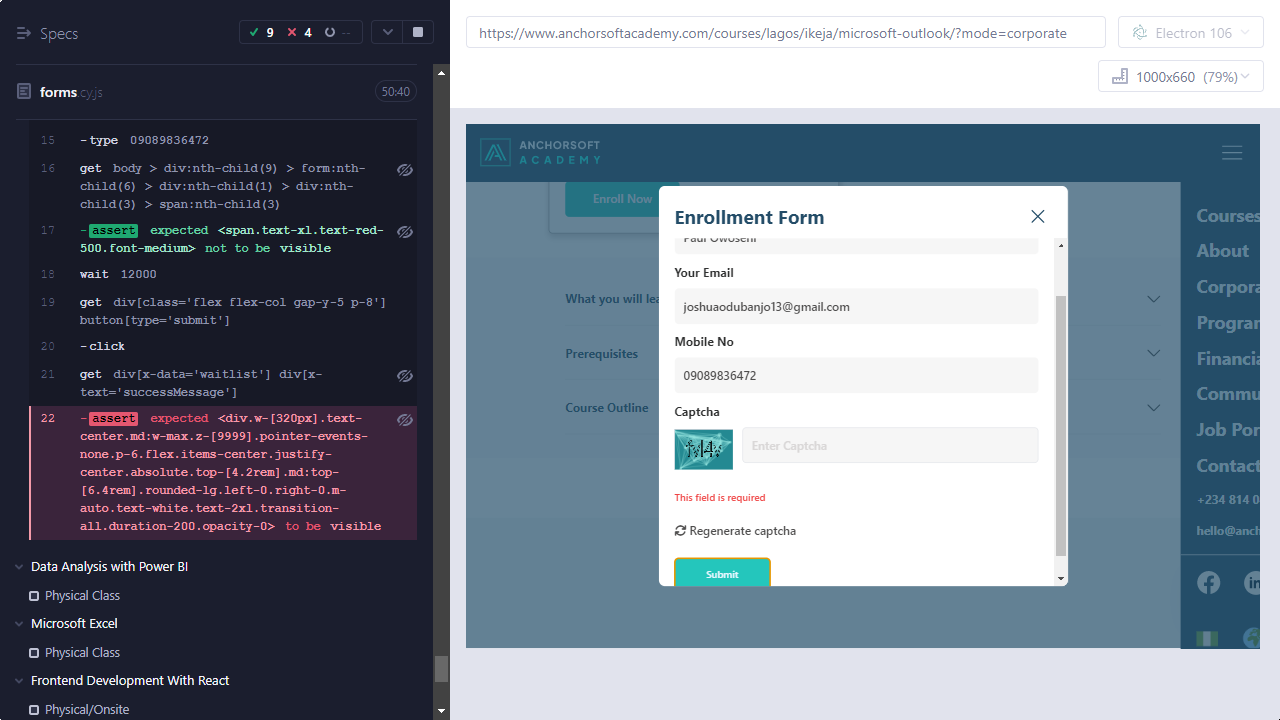 Specs
9
4
--
forms.cy.js
50:40
15 -type 09089836472
16 get body > div:nth-child(9) > form:nth-
child(6) > div:nth-child(1) > div:nth-
child(3) > span:nth-child(3)
17 -assert expected <span.text-xl.text-red-
500.font-medium> not to be visible
18 wait 12000
19 get div[class='flex flex-col gap-y-5 p-8']
button[type='submit']
20 -click
21 get div[x-data='waitlist'] div[x-
text='successMessage']
22 -assert expected <div.w-[320px].text-
center.md:w-max.z-[9999].pointer-events-
none.p-6.flex.items-center.justify-
center.absolute.top-[4.2rem].md:top-
[6.4rem].rounded-lg.left-0.right-0.m-
auto.text-white.text-2xl.transition-
all.duration-200.opacity-0> to be visible
Data Analysis with Power BI
Physical Class
Microsoft Excel
Physical Class
Frontend Development With React
Physical/Onsite
https://www.anchorsoftacademy.com/courses/lagos/ikeja/microsoft-outlook/?mode=corporate
Electron 106
1000x660 (79%)
ANCHORSOFT
ACADEMY
Enroll Now
What you will lea
Prerequisites
Course Outline
Enrollment Form
Paul Owoseni
Your Email
joshuaodubanjo13@gmail.com
Mobile No
09089836472
Captcha
Enter Captcha
This field is required
Regenerate captcha
Submit
Courses
About
Corpora
Program
Financia
Commu
Job Por
Contact
+234 814 0
hello@anch